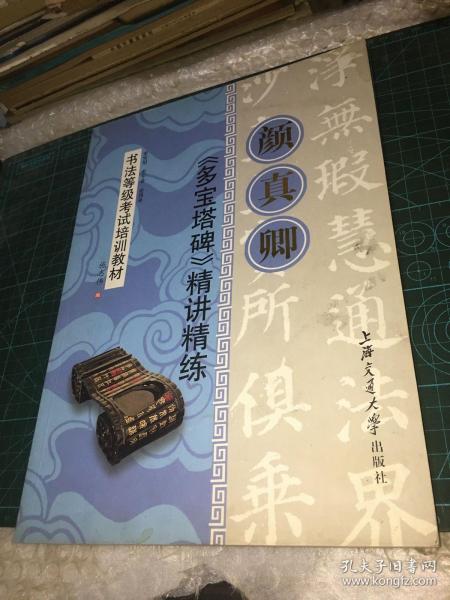 颜真卿
《多宝塔碑》精讲精练
书法等级考试培训教材
净無瑕慧通法界
所俱乘
上海交通大学出版社
孔夫子旧书网
www.kongfz.com